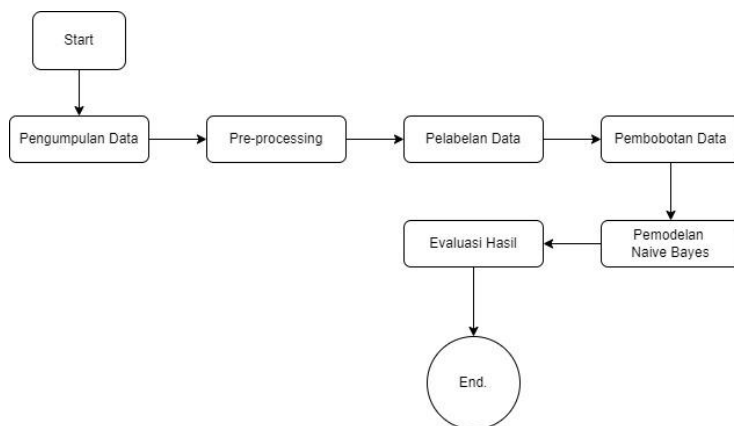 Start
Pengumpulan Data
Pre-processing
Pelabelan Data
Pembobotan Data
Pemodelan
Naive Bayes
Evaluasi Hasil
End.